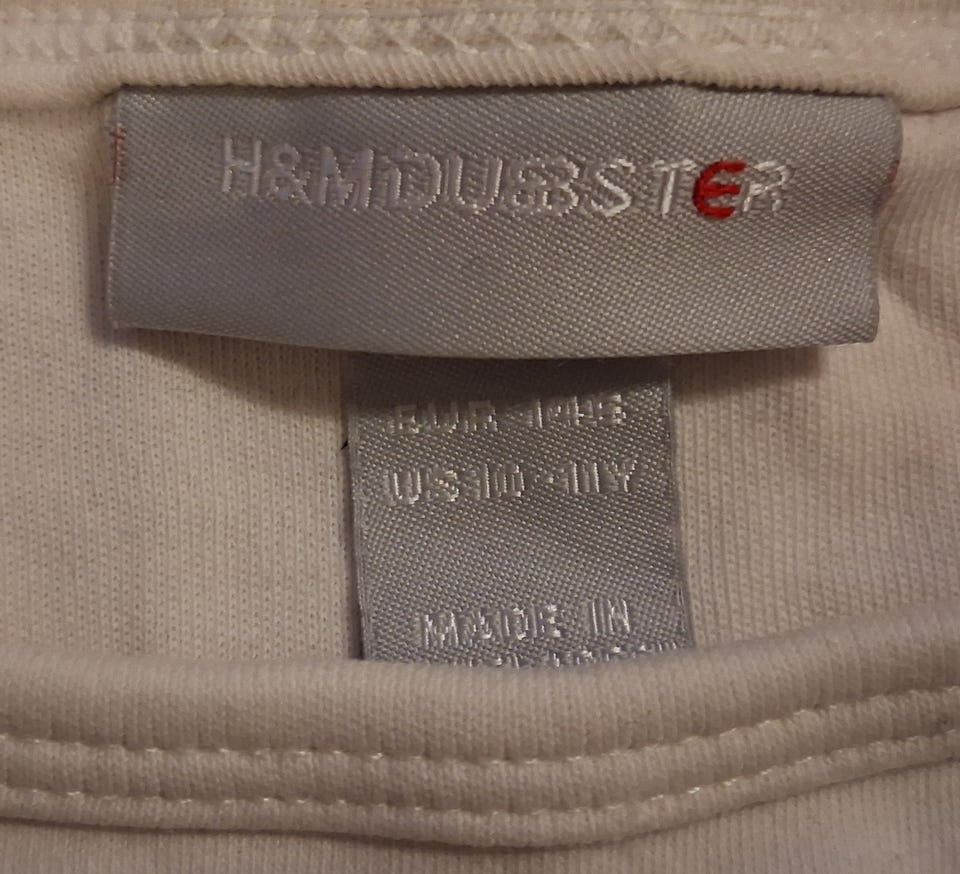 H&MDUBSTER
EUR 146
US 10-11Y
MADE IN